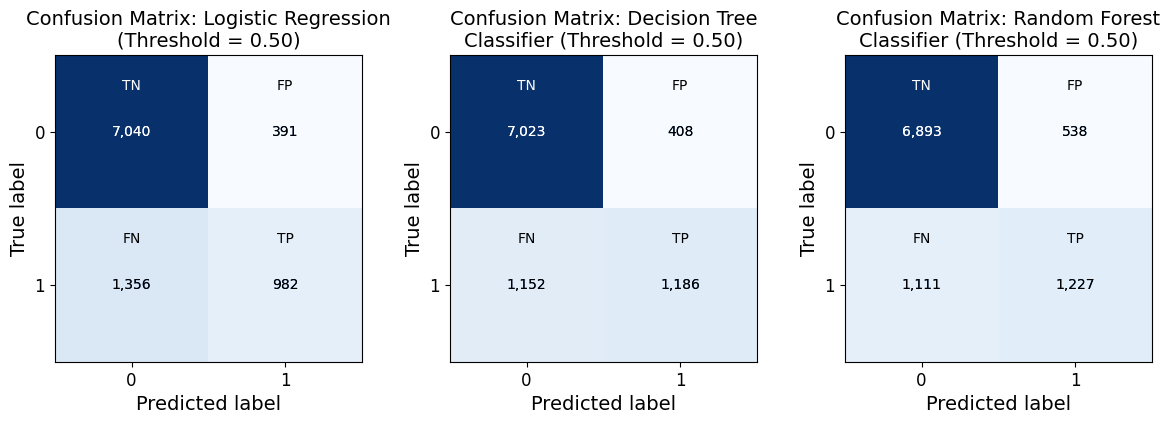 Confusion Matrix: Logistic Regression
(Threshold = 0.50)
True label
0
1
TN
7,040
FP
391
FN
1,356
TP
982
0
1
Predicted label
Confusion Matrix: Decision Tree
Classifier (Threshold = 0.50)
True label
0
1
TN
7,023
FP
408
FN
1,152
TP
1,186
0
1
Predicted label
Confusion Matrix: Random Forest
Classifier (Threshold = 0.50)
True label
0
1
TN
6,893
FP
538
FN
1,111
TP
1,227
0
1
Predicted label